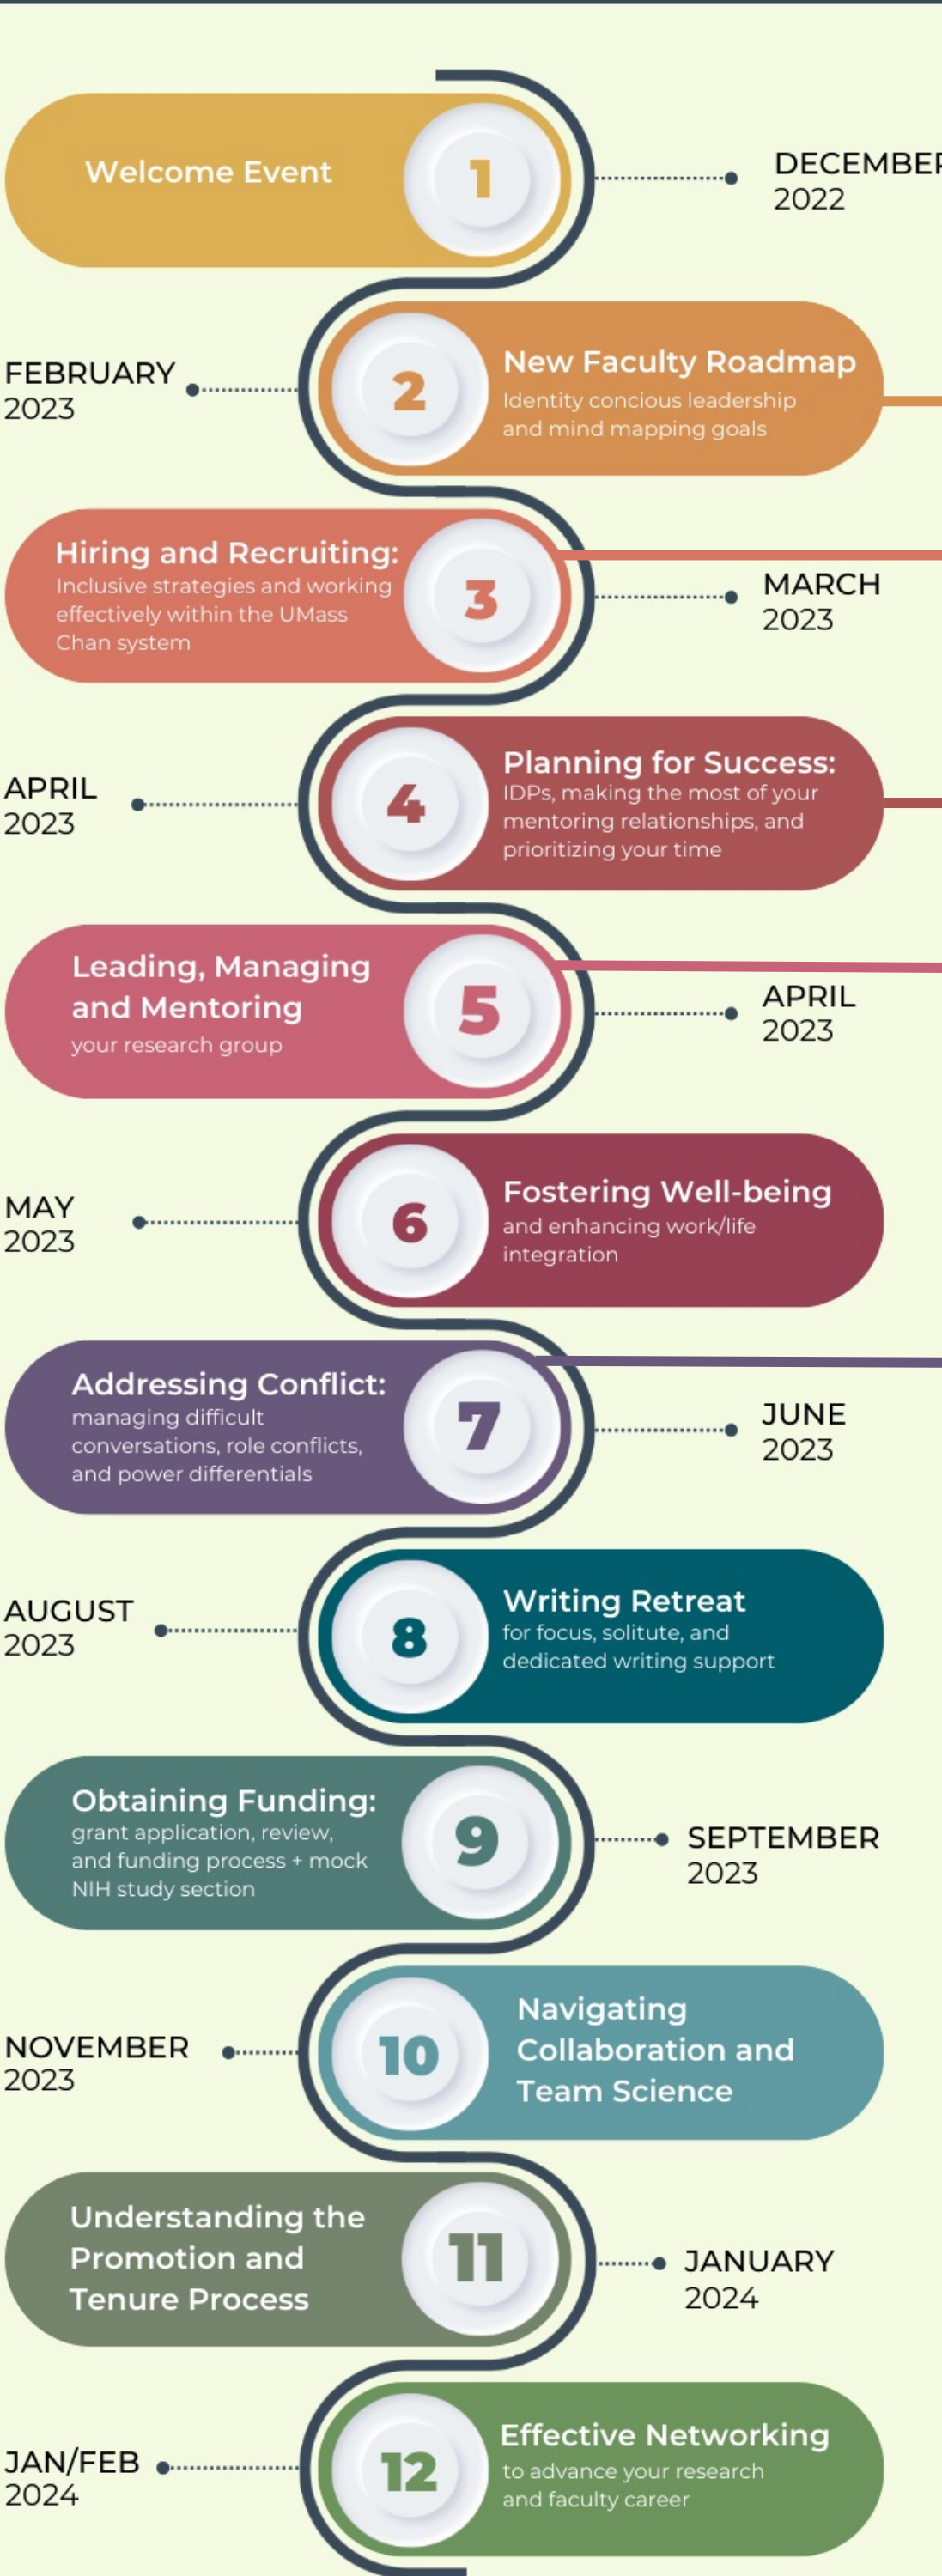 Welcome Event
1
DECEMBER
2022
FEBRUARY
2023
2
New Faculty Roadmap
Identity concious leadership
and mind mapping goals
Hiring and Recruiting:
Inclusive strategies and working
effectively within the UMass
Chan system
3
MARCH
2023
APRIL
2023
4
Planning for Success:
IDPs, making the most of your
mentoring relationships, and
prioritizing your time
Leading, Managing
and Mentoring
your research group
5
APRIL
2023
MAY
2023
6
Fostering Well-being
and enhancing work/life
integration
Addressing Conflict:
managing difficult
conversations, role conflicts,
and power differentials
7
JUNE
2023
AUGUST
2023
8
Writing Retreat
for focus, solitute, and
dedicated writing support
Obtaining Funding:
grant application, review,
and funding process + mock
NIH study section
9
SEPTEMBER
2023
NOVEMBER
2023
10
Navigating
Collaboration and
Team Science
Understanding the
Promotion and
Tenure Process
11
JANUARY
2024
JAN/FEB
2024
12
Effective Networking
to advance your research
and faculty career